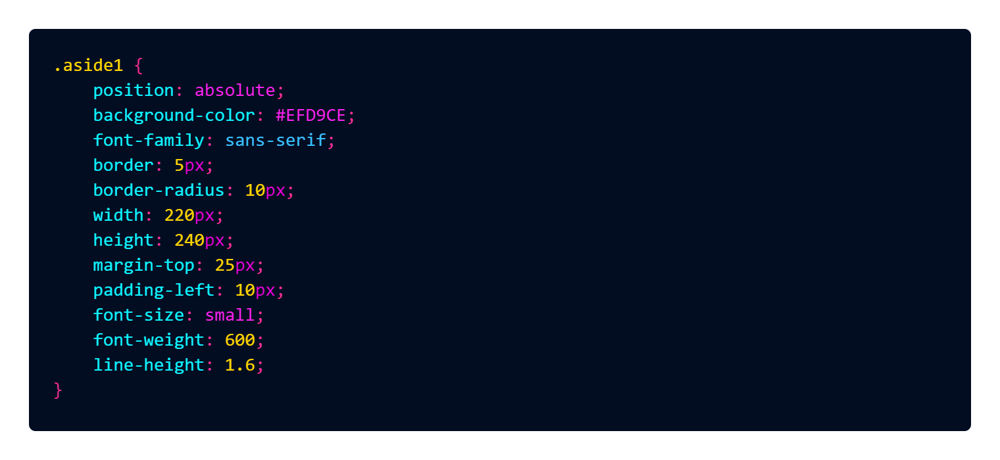 .aside1 {
    position: absolute;
    background-color: #EFD9CE;
    font-family: sans-serif;
    border: 5px;
    border-radius: 10px;
    width: 220px;
    height: 240px;
    margin-top: 25px;
    padding-left: 10px;
    font-size: small;
    font-weight: 600;
    line-height: 1.6;
}